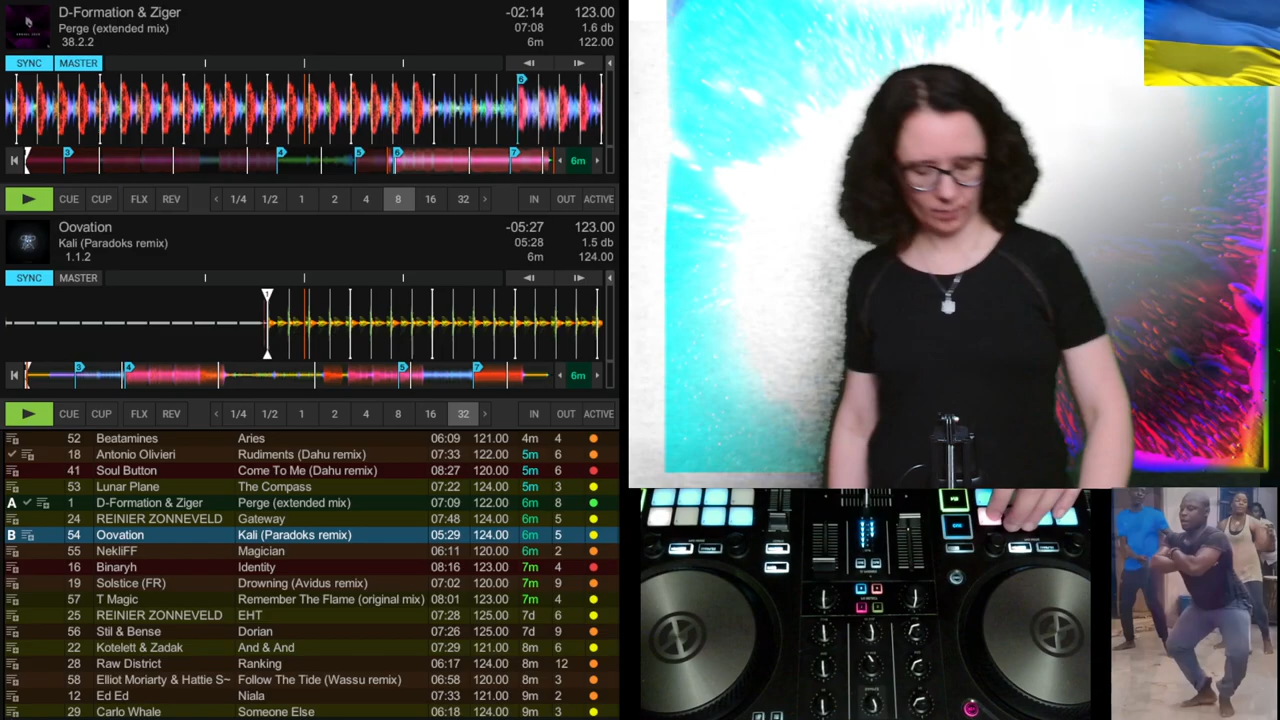 D-Formation & Ziger -02:14 123.00
Perge (extended mix) 07:08 1.6 db
38.2.2 6m 122.00
SYNC MASTER
6
3 4 5 6 7 6m
CUE CUP FLX REV 1/4 1/2 1 2 4 8 16 32 IN OUT ACTIVE
Oovation -05:27 123.00
Kali (Paradoks remix) 05:28 1.5 db
1.1.2 6m 124.00
SYNC MASTER
1
3 4 5 7 6m
CUE CUP FLX REV 1/4 1/2 1 2 4 8 16 32 IN OUT ACTIVE
52 Beatamines Aries 06:09 121.00 4m 4
18 Antonio Olivieri Rudiments (Dahu remix) 07:33 122.00 5m 6
41 Soul Button Come To Me (Dahu remix) 08:27 120.00 5m 6
53 Lunar Plane The Compass 07:22 124.00 5m 3
A 1 D-Formation & Ziger Perge (extended mix) 07:09 122.00 6m 8
24 REINIER ZONNEVELD Gateway 07:48 124.00 6m 5
B 54 Oovation Kali (Paradoks remix) 05:29 124.00 6m 5
55 NekliFF Magician 06:11 120.00 6m 2
16 Binaryh Identity 08:16 123.00 7m 4
19 Solstice (FR) Drowning (Avidus remix) 07:02 120.00 7m 9
57 T Magic Remember The Flame (original mix) 08:01 123.00 7m 4
25 REINIER ZONNEVELD EHT 07:28 125.00 7d 6
56 Stil & Bense Dorian 07:26 125.00 7d 6
22 Kotelett & Zadak And And 07:29 121.00 8m 6
28 Raw District Ranking 06:17 124.00 8m 12
58 Elliot Moriarty & Hattie S~ Follow The Tide (Wassu remix) 06:58 120.00 8m 3
12 Ed Ed Niala 07:33 121.00 9m 2
29 Carlo Whale Someone Else 06:18 124.00 9m 3